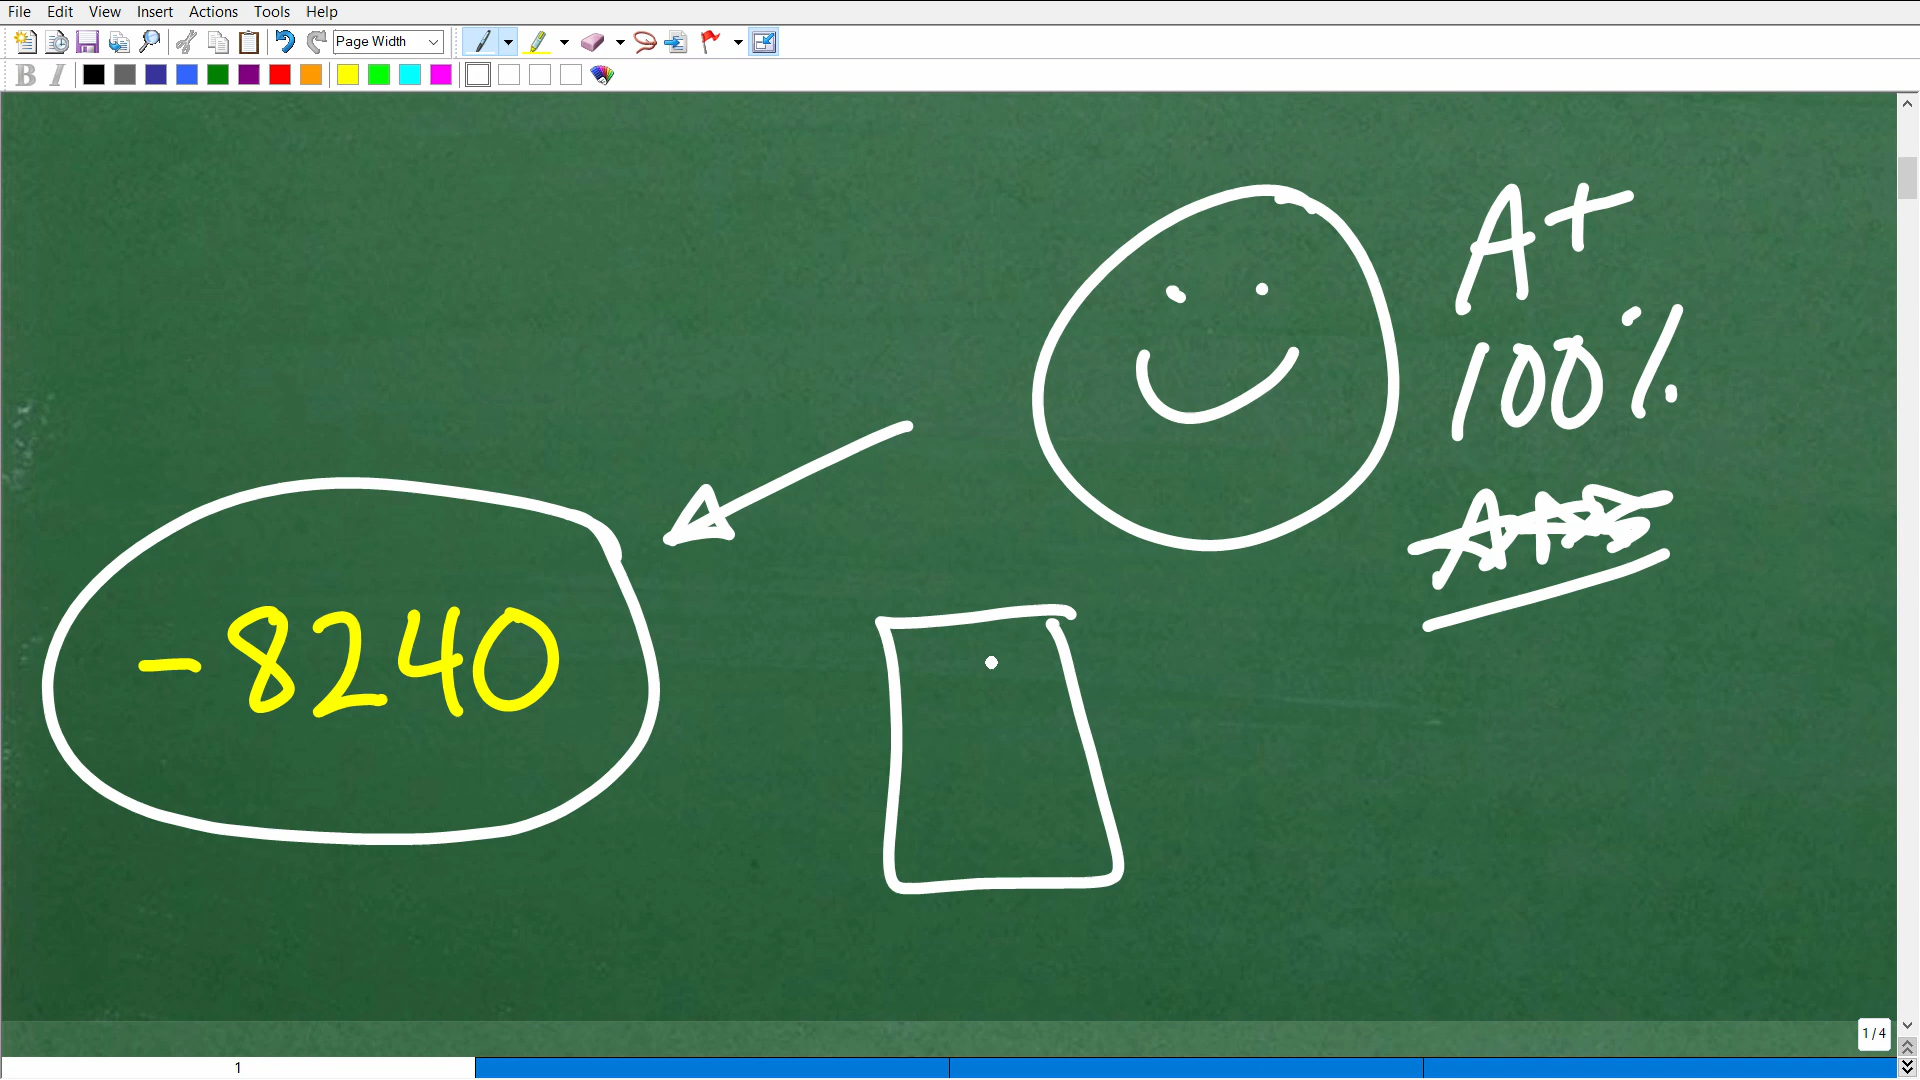 File Edit View Insert Actions Tools Help
Page Width
B I
A+
100%
-8240
1 / 4
1